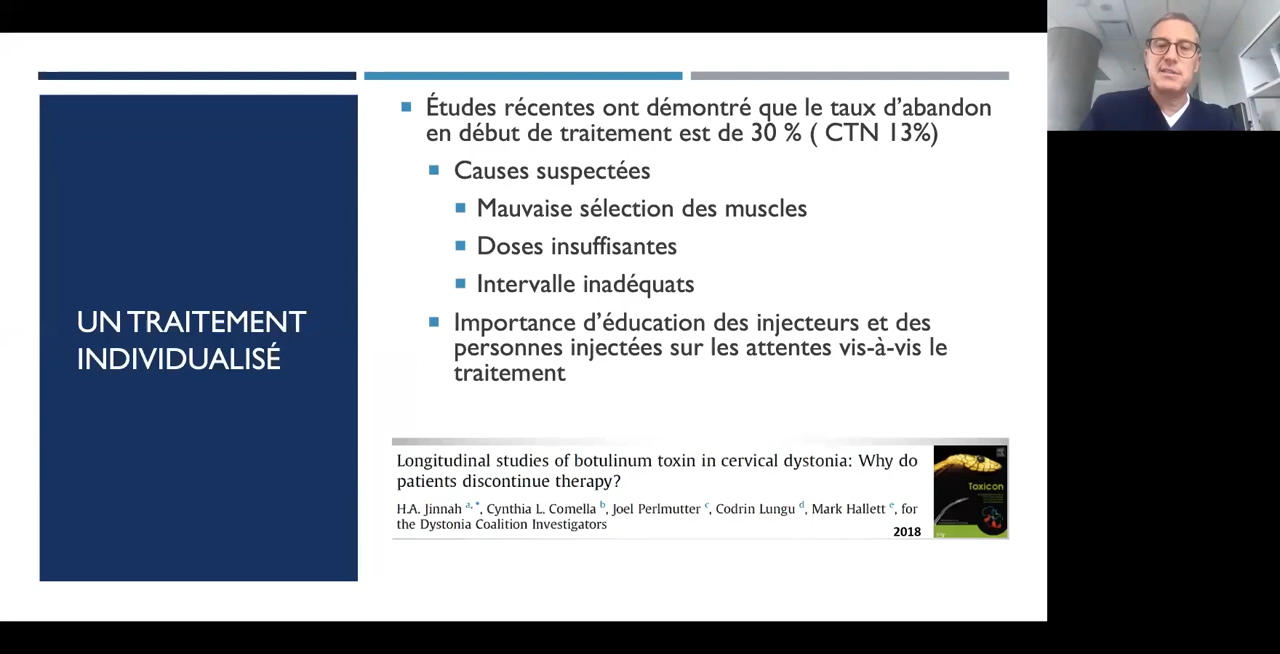 UN TRAITEMENT
INDIVIDUALISÉ
Études récentes ont démontré que le taux d’abandon
en début de traitement est de 30 % ( CTN 13%)
Causes suspectées
Mauvaise sélection des muscles
Doses insuffisantes
Intervalle inadéquats
Importance d’éducation des injecteurs et des
personnes injectées sur les attentes vis-à-vis le
traitement
Longitudinal studies of botulinum toxin in cervical dystonia: Why do
patients discontinue therapy?
H.A. Jinnah a, *, Cynthia L. Comella b, Joel Perlmutter c, Codrin Lungu d, Mark Hallett e, for
the Dystonia Coalition Investigators
2018
Toxicon